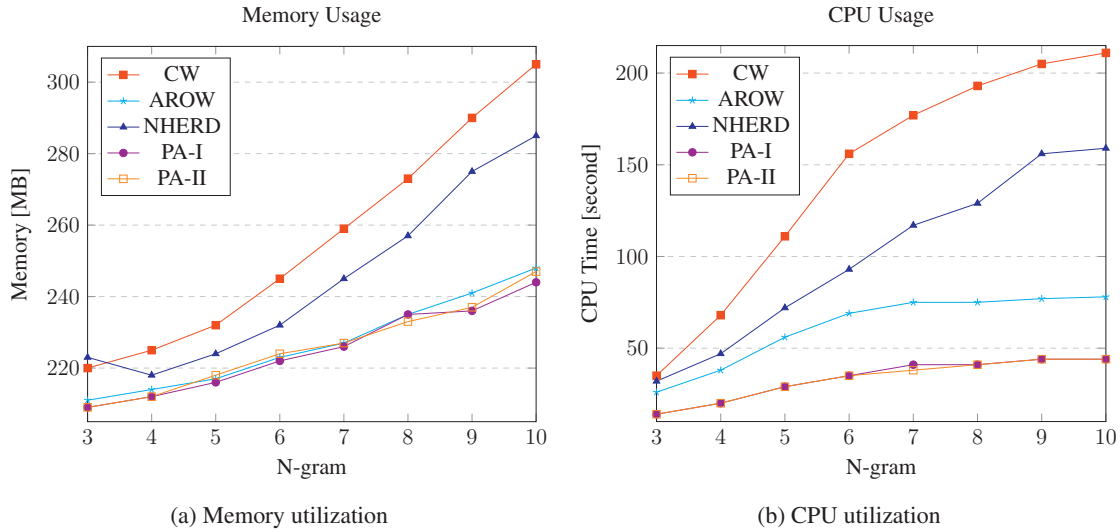 Memory Usage
300
280
260
240
220
3 4 5 6 7 8 9 10
Memory [MB]
N-gram
CW
AROW
NHERD
PA-I
PA-II
(a) Memory utilization
CPU Usage
200
150
100
50
3 4 5 6 7 8 9 10
CPU Time [second]
N-gram
CW
AROW
NHERD
PA-I
PA-II
(b) CPU utilization